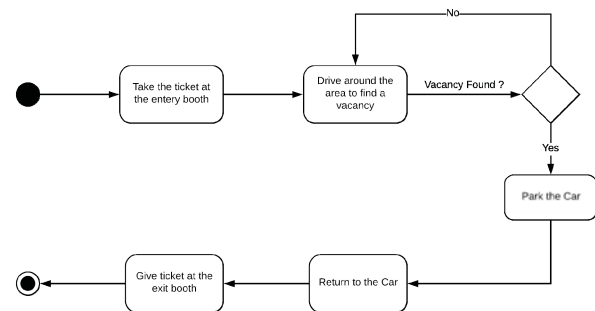 No
Take the ticket at
the entery booth
Drive around the
area to find a
vacancy
Vacancy Found ?
Yes
Park the Car
Give ticket at the
exit booth
Return to the Car